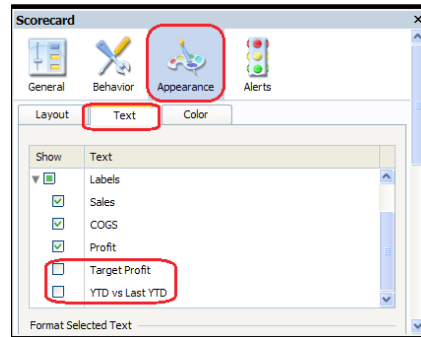 Scorecard
General Behavior Appearance Alerts
Layout Text Color
Show Text
Labels
Sales
COGS
Profit
Target Profit
YTD vs Last YTD
Format Selected Text